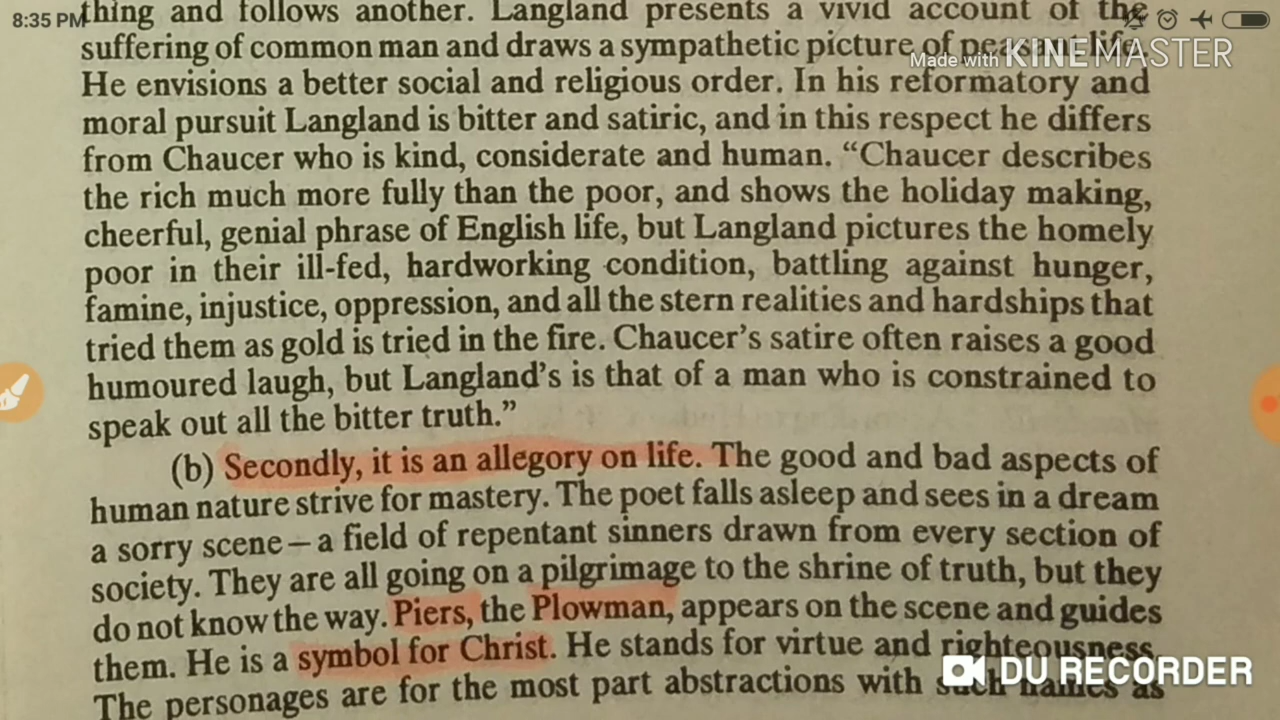 8:35 PM
thing and follows another. Langland presents a vivid account of the
suffering of common man and draws a sympathetic picture of peasant life.
Made with KINEMASTER
He envisions a better social and religious order. In his reformatory and
moral pursuit Langland is bitter and satiric, and in this respect he differs
from Chaucer who is kind, considerate and human. “Chaucer describes
the rich much more fully than the poor, and shows the holiday making,
cheerful, genial phrase of English life, but Langland pictures the homely
poor in their ill-fed, hardworking condition, battling against hunger,
famine, injustice, oppression, and all the stern realities and hardships that
tried them as gold is tried in the fire. Chaucer’s satire often raises a good
humoured laugh, but Langland’s is that of a man who is constrained to
speak out all the bitter truth.”
(b) Secondly, it is an allegory on life. The good and bad aspects of
human nature strive for mastery. The poet falls asleep and sees in a dream
a sorry scene—a field of repentant sinners drawn from every section of
society. They are all going on a pilgrimage to the shrine of truth, but they
do not know the way. Piers, the Plowman, appears on the scene and guides
them. He is a symbol for Christ. He stands for virtue and righteousness.
DU RECORDER
The personages are for the most part abstractions with such names as